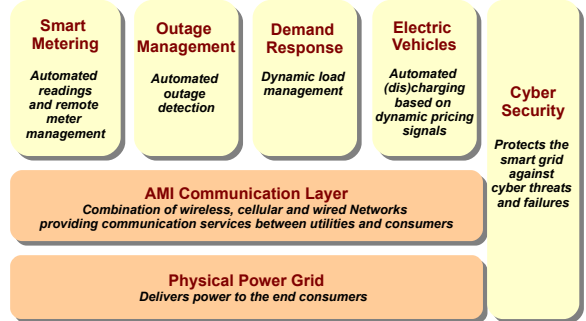 Smart
Metering
Automated
readings
and remote
meter
management
Outage
Management
Automated
outage
detection
Demand
Response
Dynamic load
management
Electric
Vehicles
Automated
(dis)charging
based on
dynamic pricing
signals
Cyber
Security
Protects the
smart grid
against
cyber threats
and failures
AMI Communication Layer
Combination of wireless, cellular and wired Networks
providing communication services between utilities and consumers
Physical Power Grid
Delivers power to the end consumers